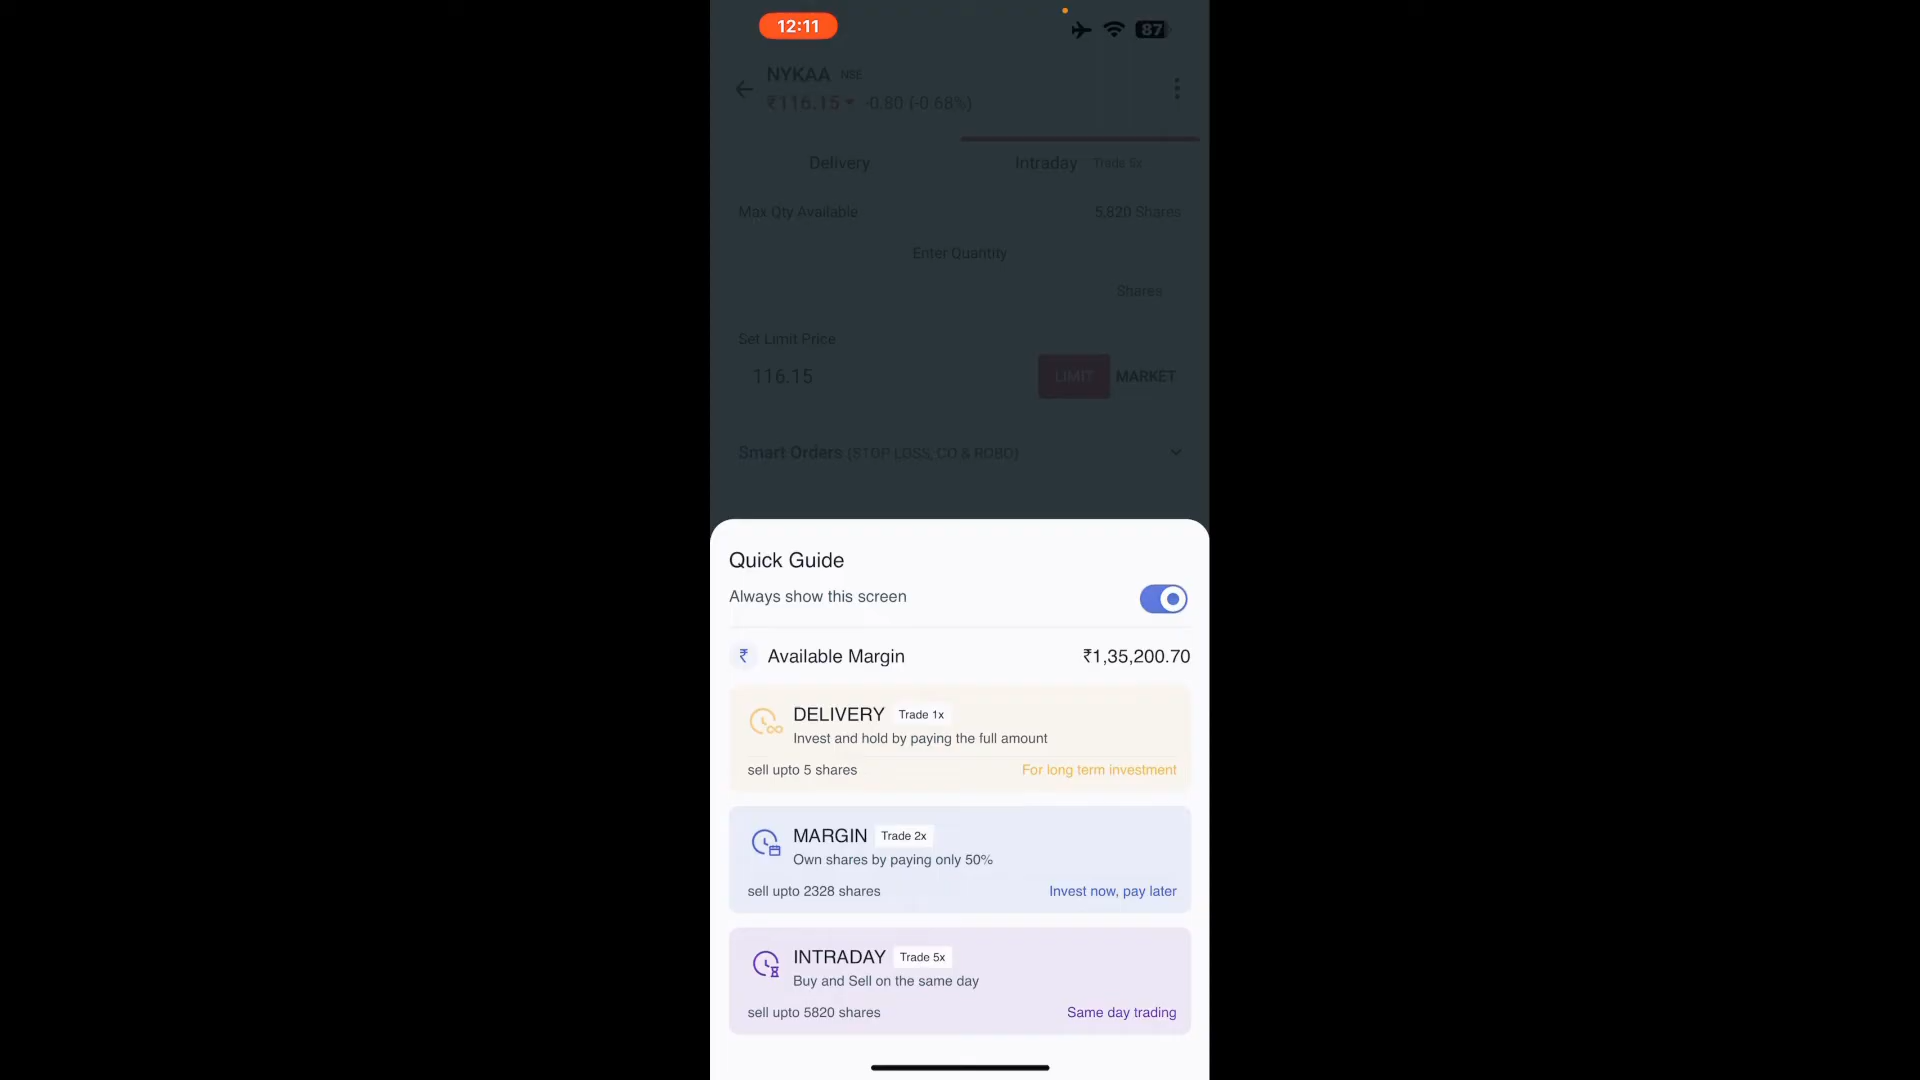 12:11
87
NYKAA NSE
₹116.15 -0.80 (-0.68%)
Delivery
Intraday Trade 5x
Max Qty Available 5,820 Shares
Enter Quantity
Shares
Set Limit Price
116.15 LIMIT MARKET
Smart Orders (STOP LOSS, CO & ROBO)
Quick Guide
Always show this screen
₹ Available Margin ₹1,35,200.70
DELIVERY Trade 1x
Invest and hold by paying the full amount
sell upto 5 shares For long term investment
MARGIN Trade 2x
Own shares by paying only 50%
sell upto 2328 shares Invest now, pay later
INTRADAY Trade 5x
Buy and Sell on the same day
sell upto 5820 shares Same day trading